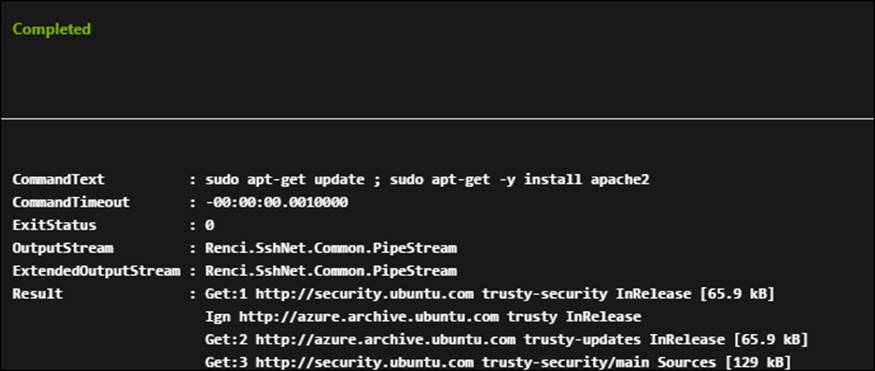 Completed
CommandText : sudo apt-get update ; sudo apt-get -y install apache2
CommandTimeout : -00:00:00.0010000
ExitStatus : 0
OutputStream : Renci.SshNet.Common.PipeStream
ExtendedOutputStream : Renci.SshNet.Common.PipeStream
Result : Get:1 http://security.ubuntu.com trusty-security InRelease [65.9 kB]
Ign http://azure.archive.ubuntu.com trusty InRelease
Get:2 http://azure.archive.ubuntu.com trusty-updates InRelease [65.9 kB]
Get:3 http://security.ubuntu.com trusty-security/main Sources [129 kB]